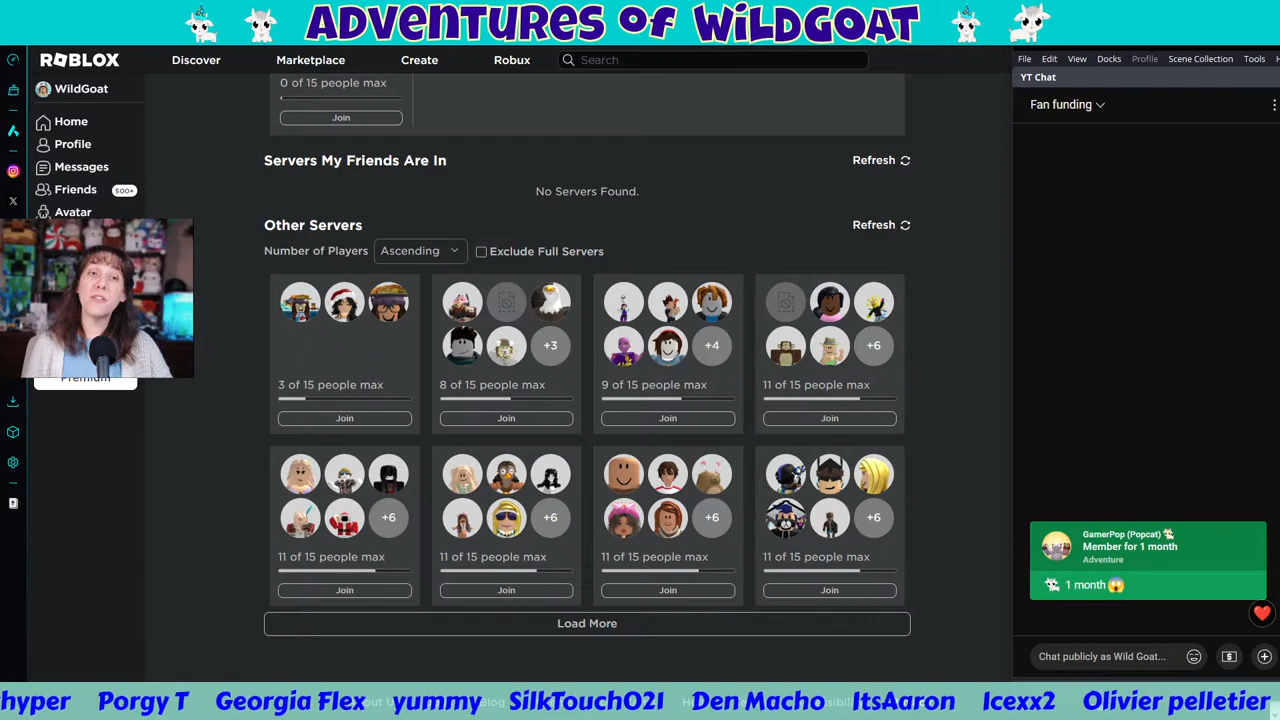 ADVENTURES OF WILDGOAT
ROBLOX
Discover
Marketplace
Create
Robux
Search
WildGoat
Home
Profile
Messages
Friends
500+
Avatar
Premium
0 of 15 people max
Join
Servers My Friends Are In
Refresh
No Servers Found.
Other Servers
Refresh
Number of Players
Ascending
Exclude Full Servers
+3
+4
+6
3 of 15 people max
8 of 15 people max
9 of 15 people max
11 of 15 people max
Join
Join
Join
Join
+6
+6
+6
+6
11 of 15 people max
11 of 15 people max
11 of 15 people max
11 of 15 people max
Join
Join
Join
Join
Load More
File
Edit
View
Docks
Profile
Scene Collection
Tools
YT Chat
Fan funding
GamerPop (Popcat)
Member for 1 month
Adventure
1 month
Chat publicly as Wild Goat...
hyper
Porgy T
Georgia Flex
yummy
SilkTouch021
Den Macho
ItsAaron
Icexx2
Olivier pelletier